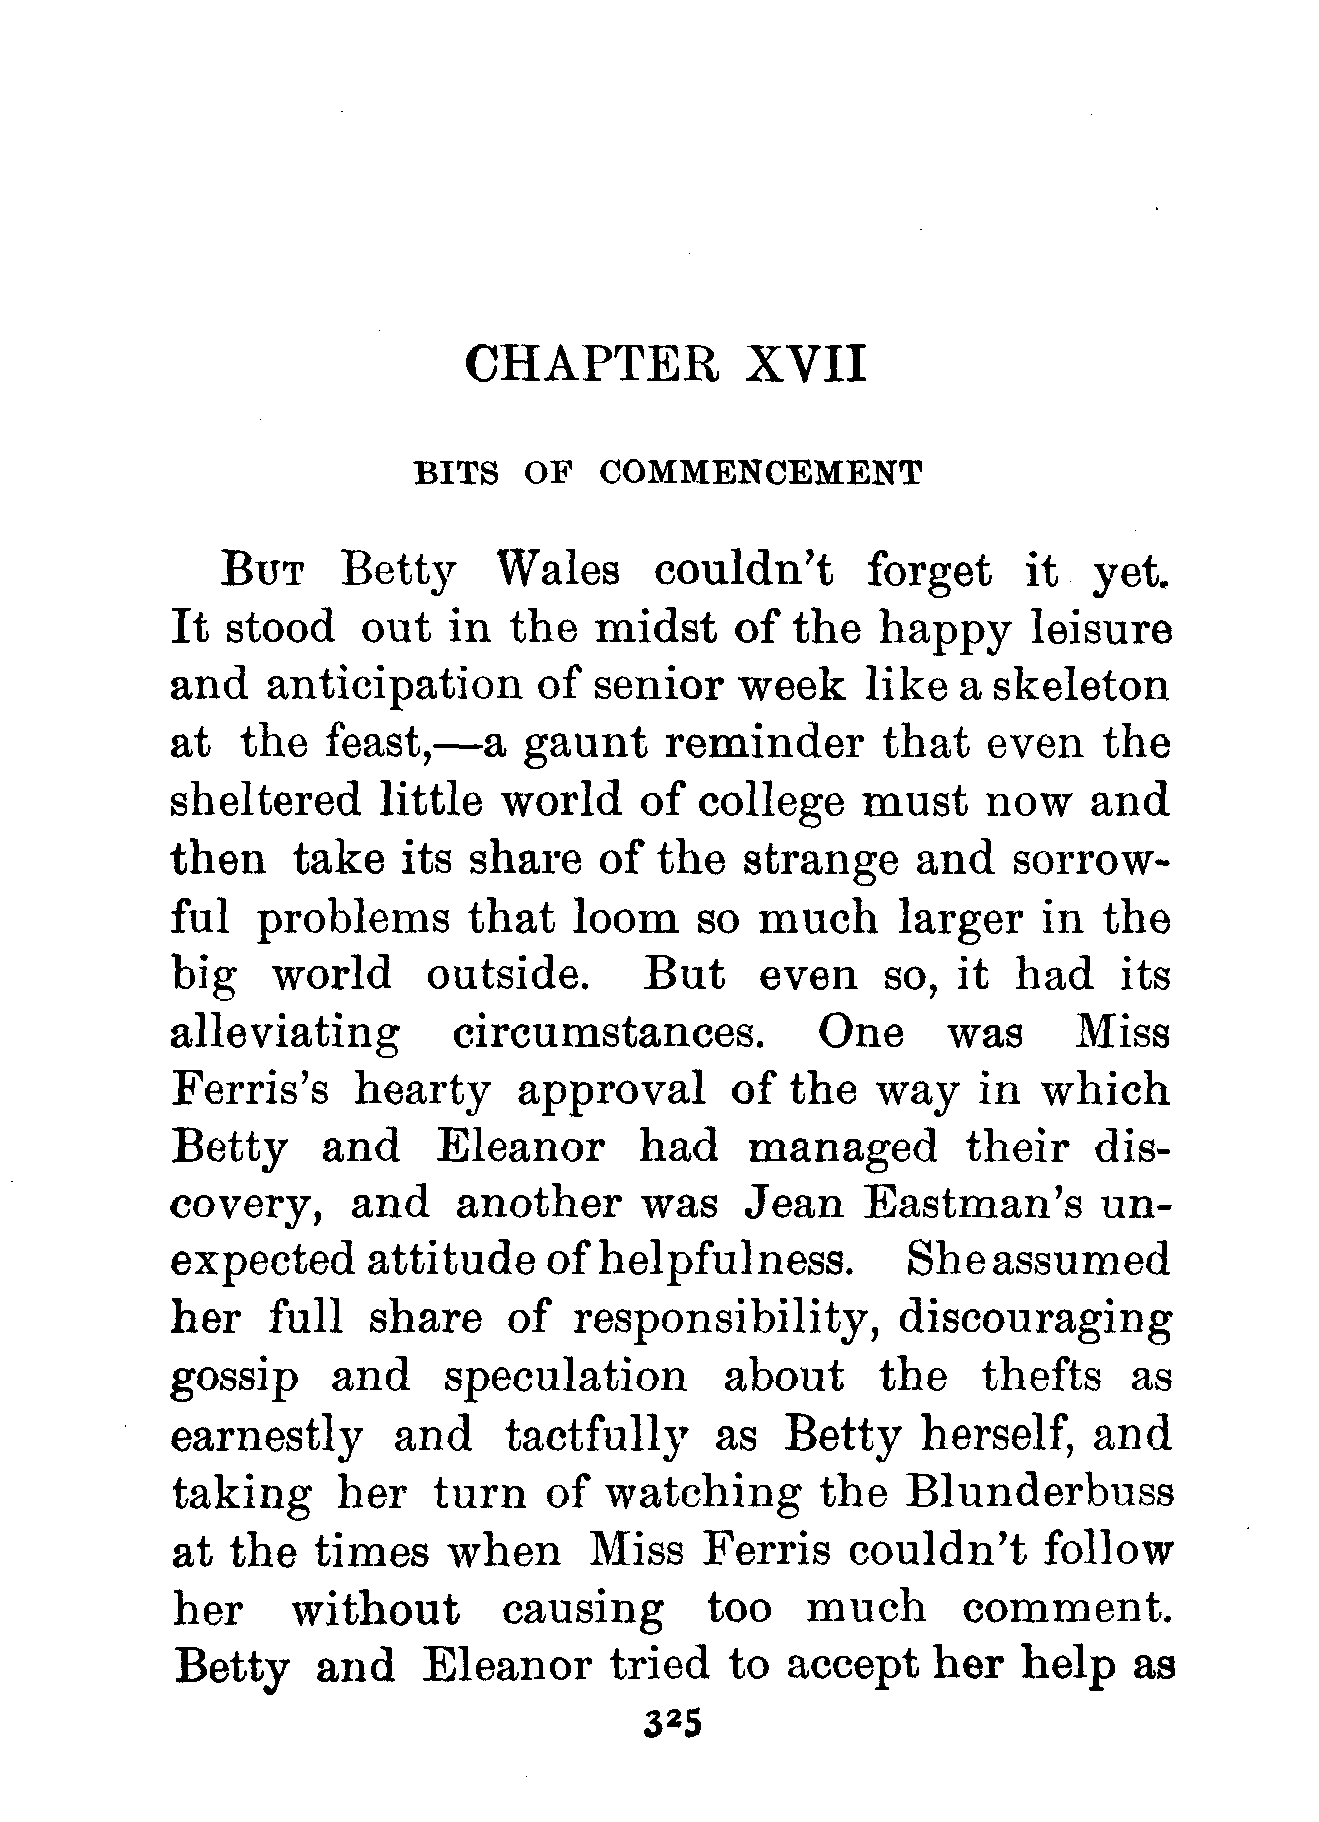 CHAPTER XVII
BITS OF COMMENCEMENT
BUT Betty Wales couldn't forget it yet.
It stood out in the midst of the happy leisure
and anticipation of senior week like a skeleton
at the feast,—a gaunt reminder that even the
sheltered little world of college must now and
then take its share of the strange and sorrow-
ful problems that loom so much larger in the
big world outside. But even so, it had its
alleviating circumstances. One was Miss
Ferris's hearty approval of the way in which
Betty and Eleanor had managed their dis-
covery, and another was Jean Eastman's un-
expected attitude of helpfulness. She assumed
her full share of responsibility, discouraging
gossip and speculation about the thefts as
earnestly and tactfully as Betty herself, and
taking her turn of watching the Blunderbuss
at the times when Miss Ferris couldn't follow
her without causing too much comment.
Betty and Eleanor tried to accept her help as
325